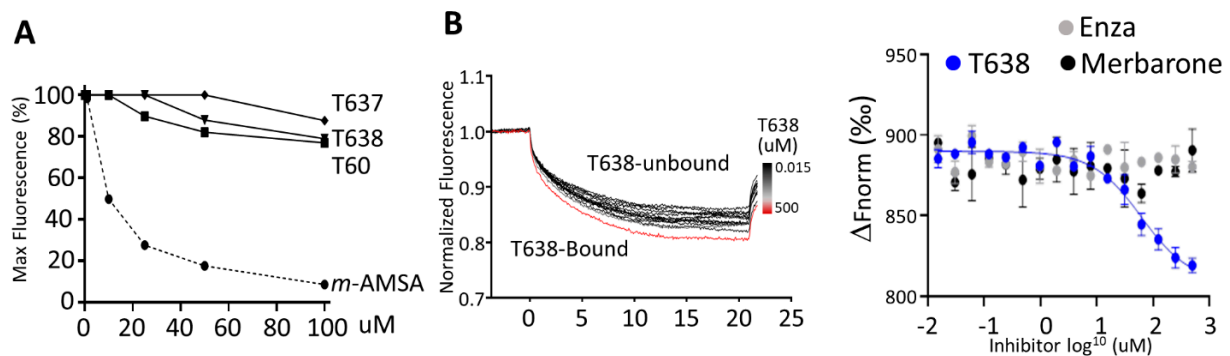 A
Max Fluorescence (%)
100
80
60
40
20
0
0
20
40
60
80
100
uM
T637
T638
T60
m-AMSA
B
Normalized Fluorescence
1.1
1.0
0.9
0.8
0.7
0
5
10
15
20
25
T638-unbound
T638-Bound
T638
(uM)
0.015
500
Enza
T638
Merbarone
ΔFnorm (‰)
950
900
850
800
-2
-1
0
1
2
3
Inhibitor log¹⁰ (uM)